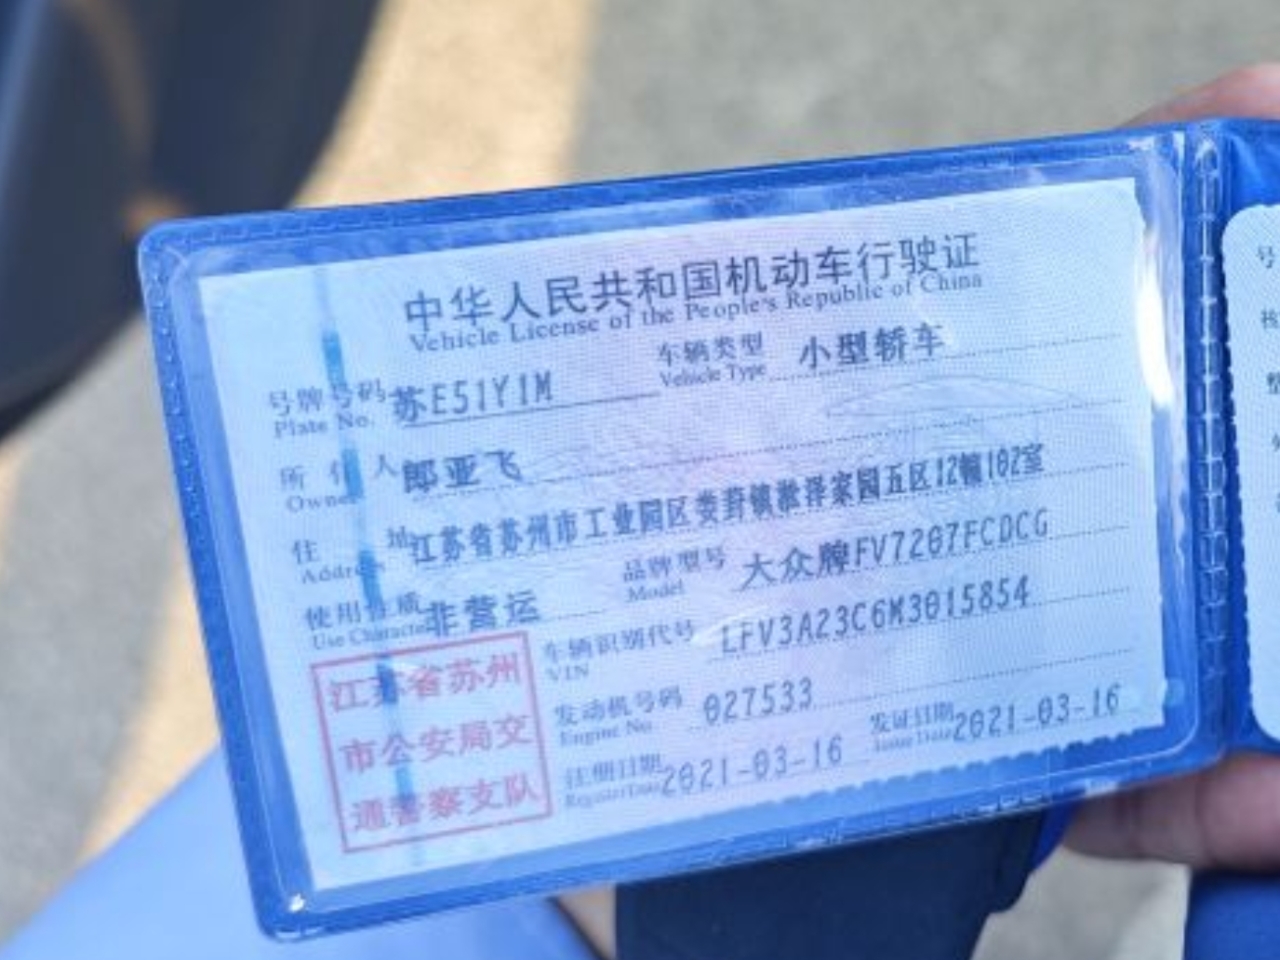 中华人民共和国机动车行驶证
Vehicle License of the People's Republic of China
号牌号码 苏E51Y1M 车辆类型 小型轿车
Plate No. Vehicle Type
所有人 郎亚飞
Owner
住址 江苏省苏州市工业园区娄葑镇淞泽家园五区12幢102室
Address
使用性质 非营运 品牌型号 大众牌FV7207FCDCG
Use Character Model
车辆识别代号 LFV3A23C6M3015854
VIN
发动机号码 027533
Engine No.
注册日期 2021-03-16 发证日期 2021-03-16
Register Date Issue Date
江苏省苏州
市公安局交
通警察支队
号
核
整